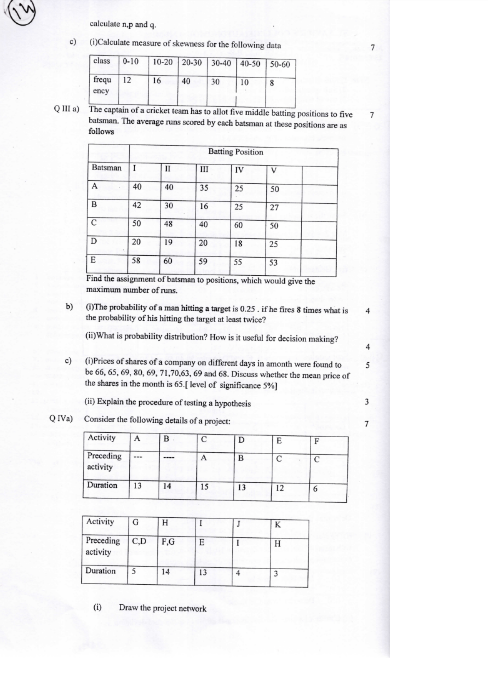 14
calculate n,p and q.
c) (i)Calculate measure of skewness for the following data 7
class 0-10 10-20 20-30 30-40 40-50 50-60
frequ 12 16 40 30 10 8
ency
Q III a) The captain of a cricket team has to allot five middle batting positions to five 7
batsman. The average runs scored by each batsman at these positions are as
follows
Batting Position
Batsman I II III IV V
A 40 40 35 25 50
B 42 30 16 25 27
C 50 48 40 60 50
D 20 19 20 18 25
E 58 60 59 55 53
Find the assignment of batsman to positions, which would give the
maximum number of runs.
b) (i)The probability of a man hitting a target is 0.25 . if he fires 8 times what is 4
the probability of his hitting the target at least twice?
(ii)What is probability distribution? How is it useful for decision making?
4
c) (i)Prices of shares of a company on different days in amonth were found to 5
be 66, 65, 69, 80, 69, 71,70,63, 69 and 68. Discuss whether the mean price of
the shares in the month is 65.[ level of significance 5%]
(ii) Explain the procedure of testing a hypothesis 3
Q IVa) Consider the following details of a project: 7
Activity A B C D E F
Preceding --- ---- A B C C
activity
Duration 13 14 15 13 12 6
Activity G H I J K
Preceding C,D F,G E I H
activity
Duration 5 14 13 4 3
(i) Draw the project network